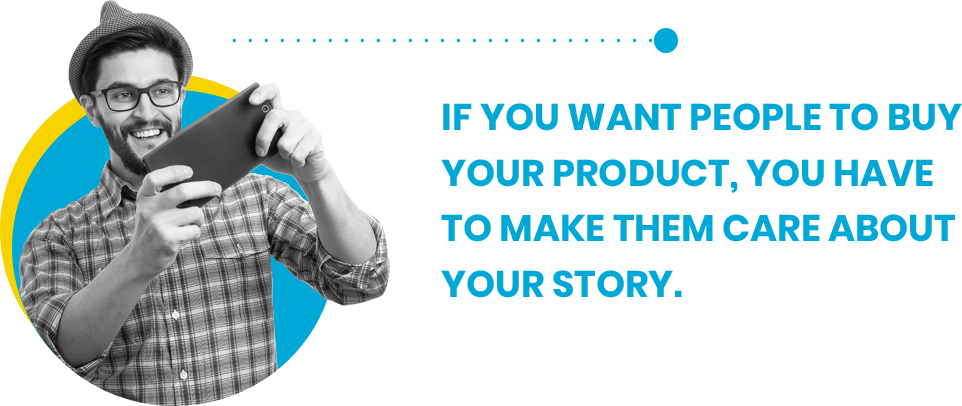 IF YOU WANT PEOPLE TO BUY
YOUR PRODUCT, YOU HAVE
TO MAKE THEM CARE ABOUT
YOUR STORY.